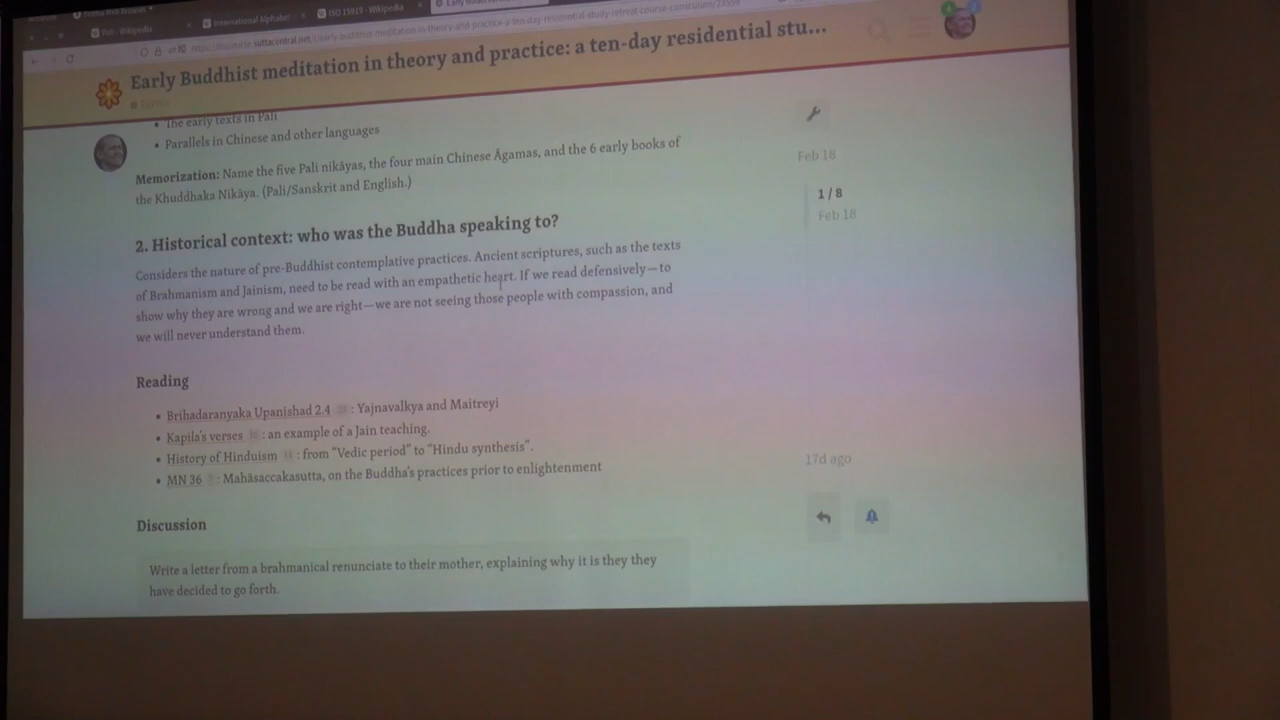 Pali - Wikipedia
International Alphabet
ISO 15919 - Wikipedia
suttacentral.net
Early Buddhist meditation in theory and practice: a ten-day residential stu...
• The early texts in Pali
• Parallels in Chinese and other languages
Memorization: Name the five Pali nikāyas, the four main Chinese Āgamas, and the 6 early books of
the Khuddhaka Nikāya. (Pali/Sanskrit and English.)
2. Historical context: who was the Buddha speaking to?
Considers the nature of pre-Buddhist contemplative practices. Ancient scriptures, such as the texts
of Brahmanism and Jainism, need to be read with an empathetic heart. If we read defensively—to
show why they are wrong and we are right—we are not seeing those people with compassion, and
we will never understand them.
Reading
• Brihadaranyaka Upanishad 2.4 : Yajnavalkya and Maitreyi
• Kapila's verses : an example of a Jain teaching.
• History of Hinduism : from "Vedic period" to "Hindu synthesis".
• MN 36 : Mahāsaccakasutta, on the Buddha's practices prior to enlightenment
Discussion
Write a letter from a brahmanical renunciate to their mother, explaining why it is they they
have decided to go forth.
Feb 18
1 / 8
Feb 18
17d ago